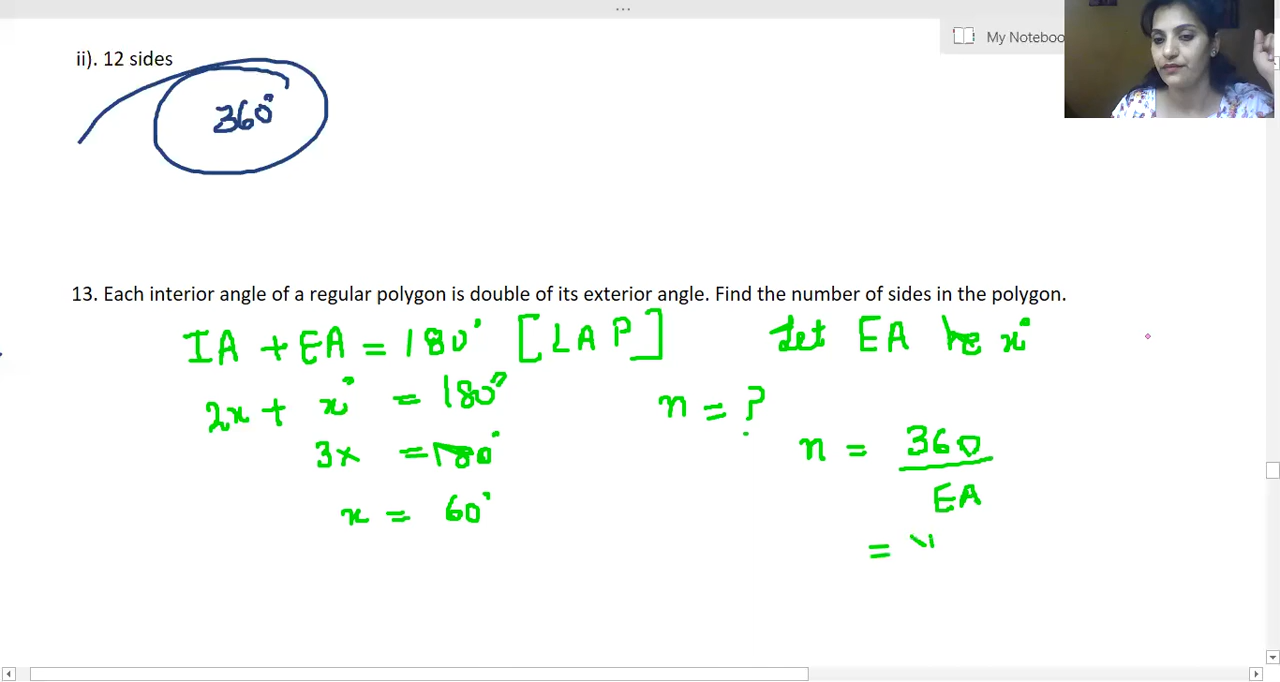 My Noteboo
ii). 12 sides
360°
13. Each interior angle of a regular polygon is double of its exterior angle. Find the number of sides in the polygon.
IA + EA = 180° [LAP]
Let EA be x°
2x + x° = 180°
3x = 180°
x = 60°
n = ?
n = 360
EA
=